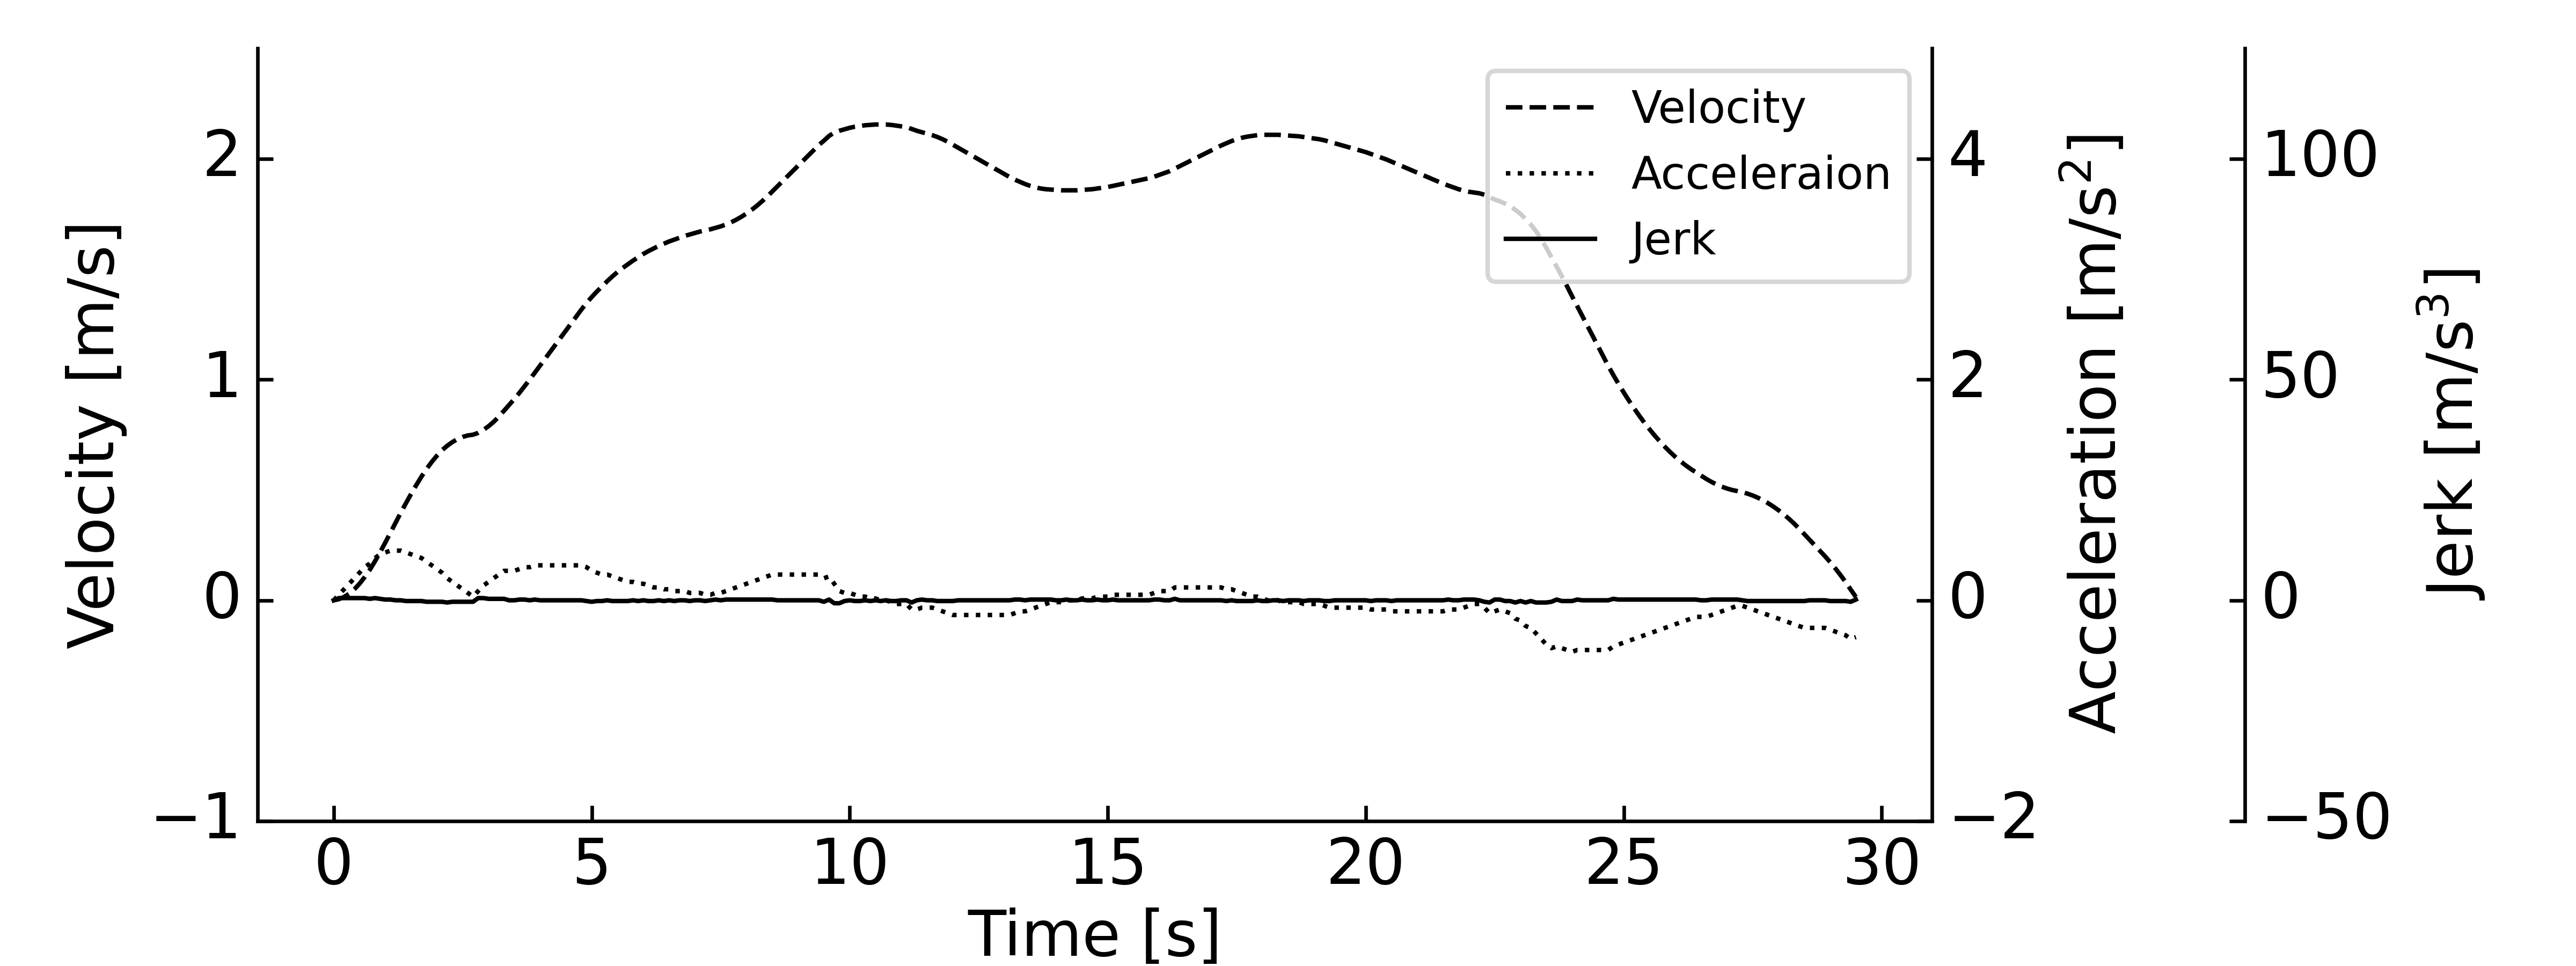 Velocity [m/s]
2
1
0
−1
Velocity
Acceleraion
Jerk
4
2
0
−2
Acceleration [m/s²]
100
50
0
−50
Jerk [m/s³]
0 5 10 15 20 25 30
Time [s]